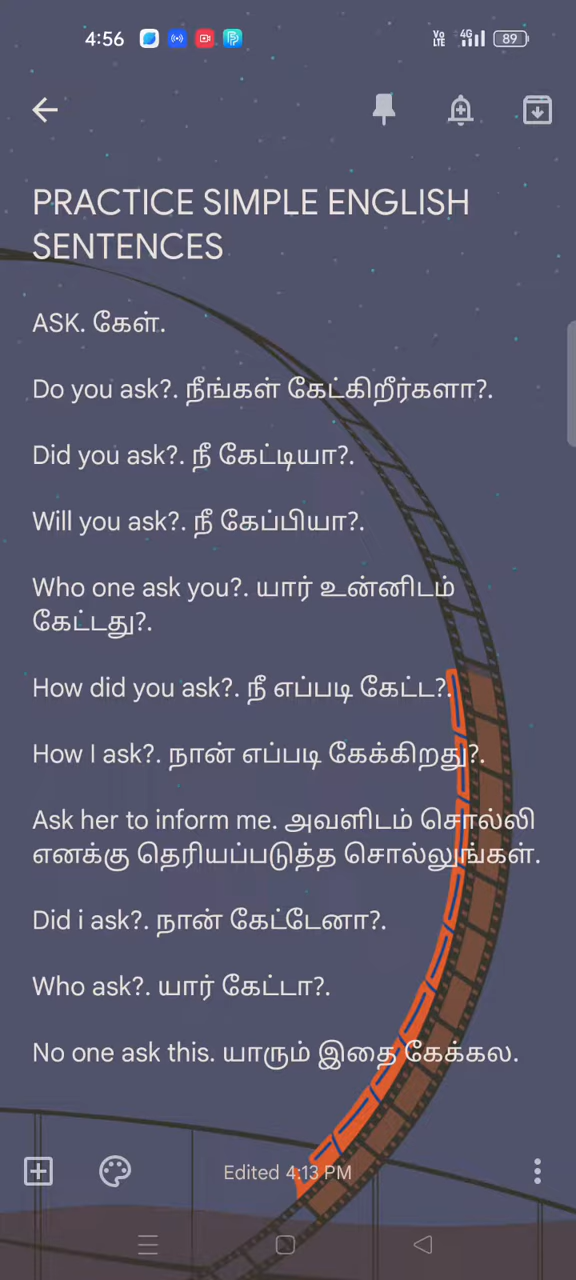 4:56
Vo
LTE
4G
89
PRACTICE SIMPLE ENGLISH
SENTENCES
ASK. கேள்.
Do you ask?. நீங்கள் கேட்கிறீர்களா?.
Did you ask?. நீ கேட்டியா?.
Will you ask?. நீ கேப்பியா?.
Who one ask you?. யார் உன்னிடம்
கேட்டது?.
How did you ask?. நீ எப்படி கேட்ட?.
How I ask?. நான் எப்படி கேக்கிறது?.
Ask her to inform me. அவளிடம் சொல்லி
எனக்கு தெரியப்படுத்த சொல்லுங்கள்.
Did i ask?. நான் கேட்டேனா?.
Who ask?. யார் கேட்டா?.
No one ask this. யாரும் இதை கேக்கல.
Edited 4:13 PM